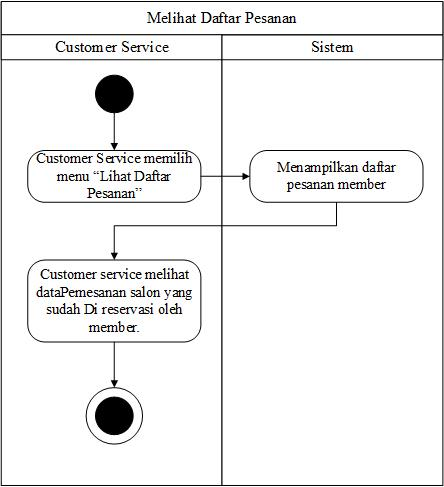 Melihat Daftar Pesanan
Customer Service
Sistem
Customer Service memilih
menu “Lihat Daftar
Pesanan”
Menampilkan daftar
pesanan member
Customer service melihat
dataPemesanan salon yang
sudah Di reservasi oleh
member.